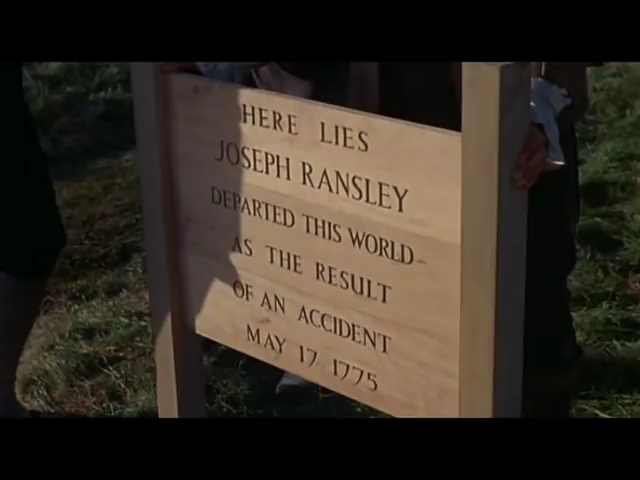 HERE LIES
JOSEPH RANSLEY
DEPARTED THIS WORLD
AS THE RESULT
OF AN ACCIDENT
MAY 17, 1775